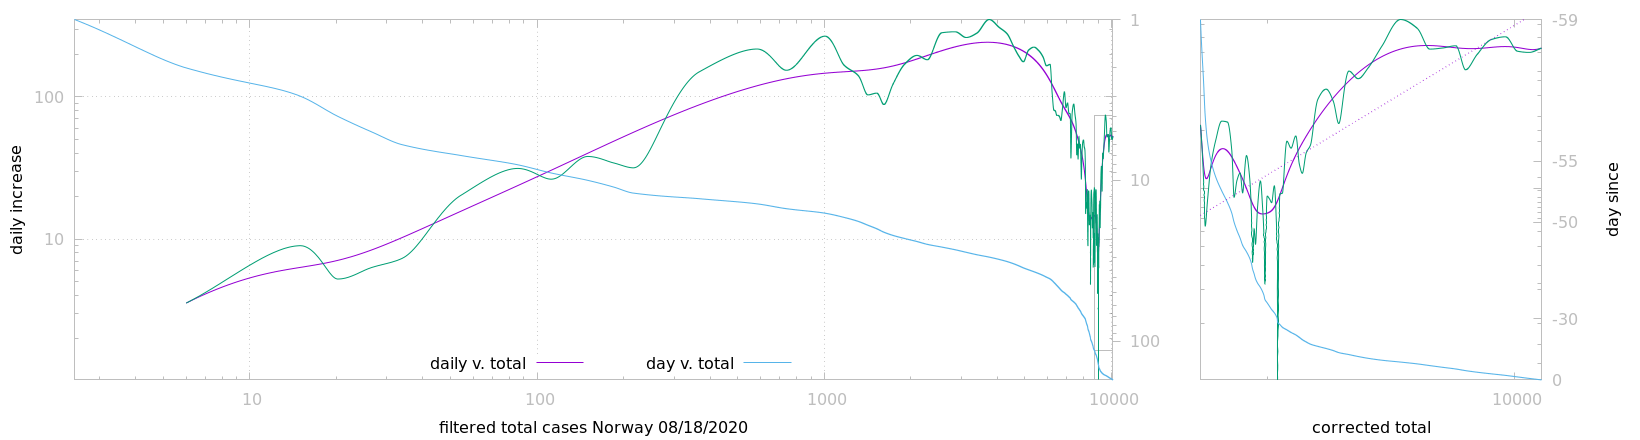 daily increase
100
10
daily v. total
day v. total
10
100
1000
10000
filtered total cases Norway 08/18/2020
1
10
100
-59
-55
-50
-30
0
day since
10000
corrected total